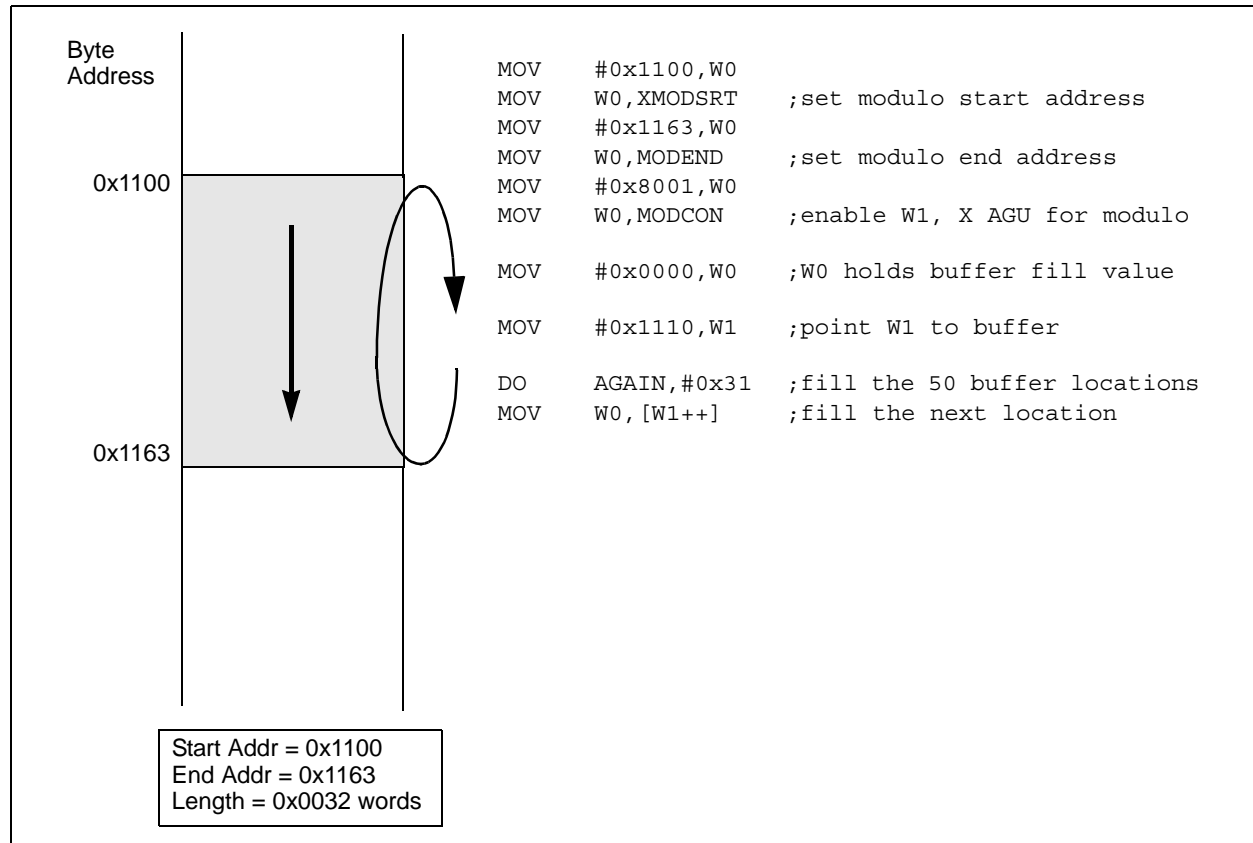 Byte
Address
0x1100
0x1163
MOV #0x1100,W0
MOV W0,XMODSRT ;set modulo start address
MOV #0x1163,W0
MOV W0,MODEND ;set modulo end address
MOV #0x8001,W0
MOV W0,MODCON ;enable W1, X AGU for modulo
MOV #0x0000,W0 ;W0 holds buffer fill value
MOV #0x1110,W1 ;point W1 to buffer
DO AGAIN,#0x31 ;fill the 50 buffer locations
MOV W0,[W1++] ;fill the next location
Start Addr = 0x1100
End Addr = 0x1163
Length = 0x0032 words